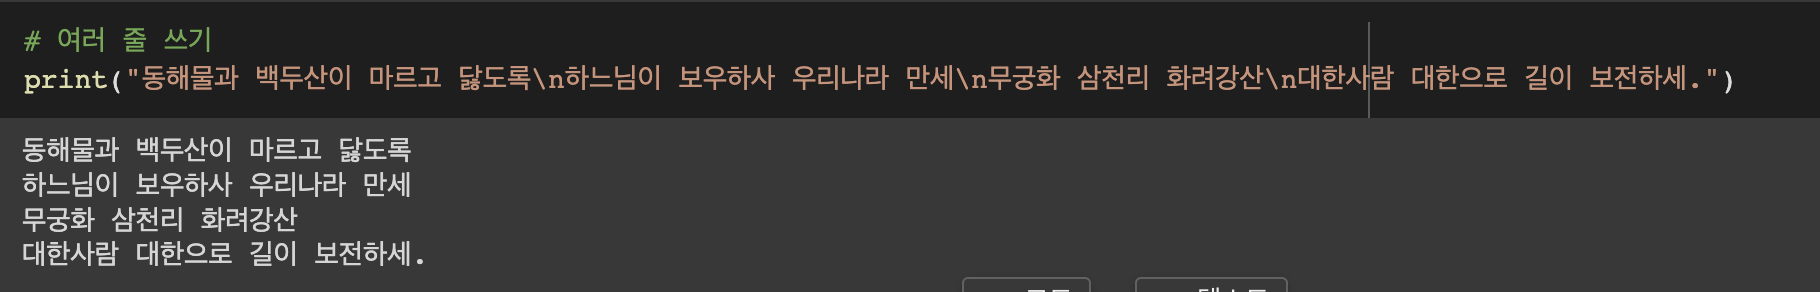 # 여러 줄 쓰기
print("동해물과 백두산이 마르고 닳도록\n하느님이 보우하사 우리나라 만세\n무궁화 삼천리 화려강산\n대한사람 대한으로 길이 보전하세.")
동해물과 백두산이 마르고 닳도록
하느님이 보우하사 우리나라 만세
무궁화 삼천리 화려강산
대한사람 대한으로 길이 보전하세.